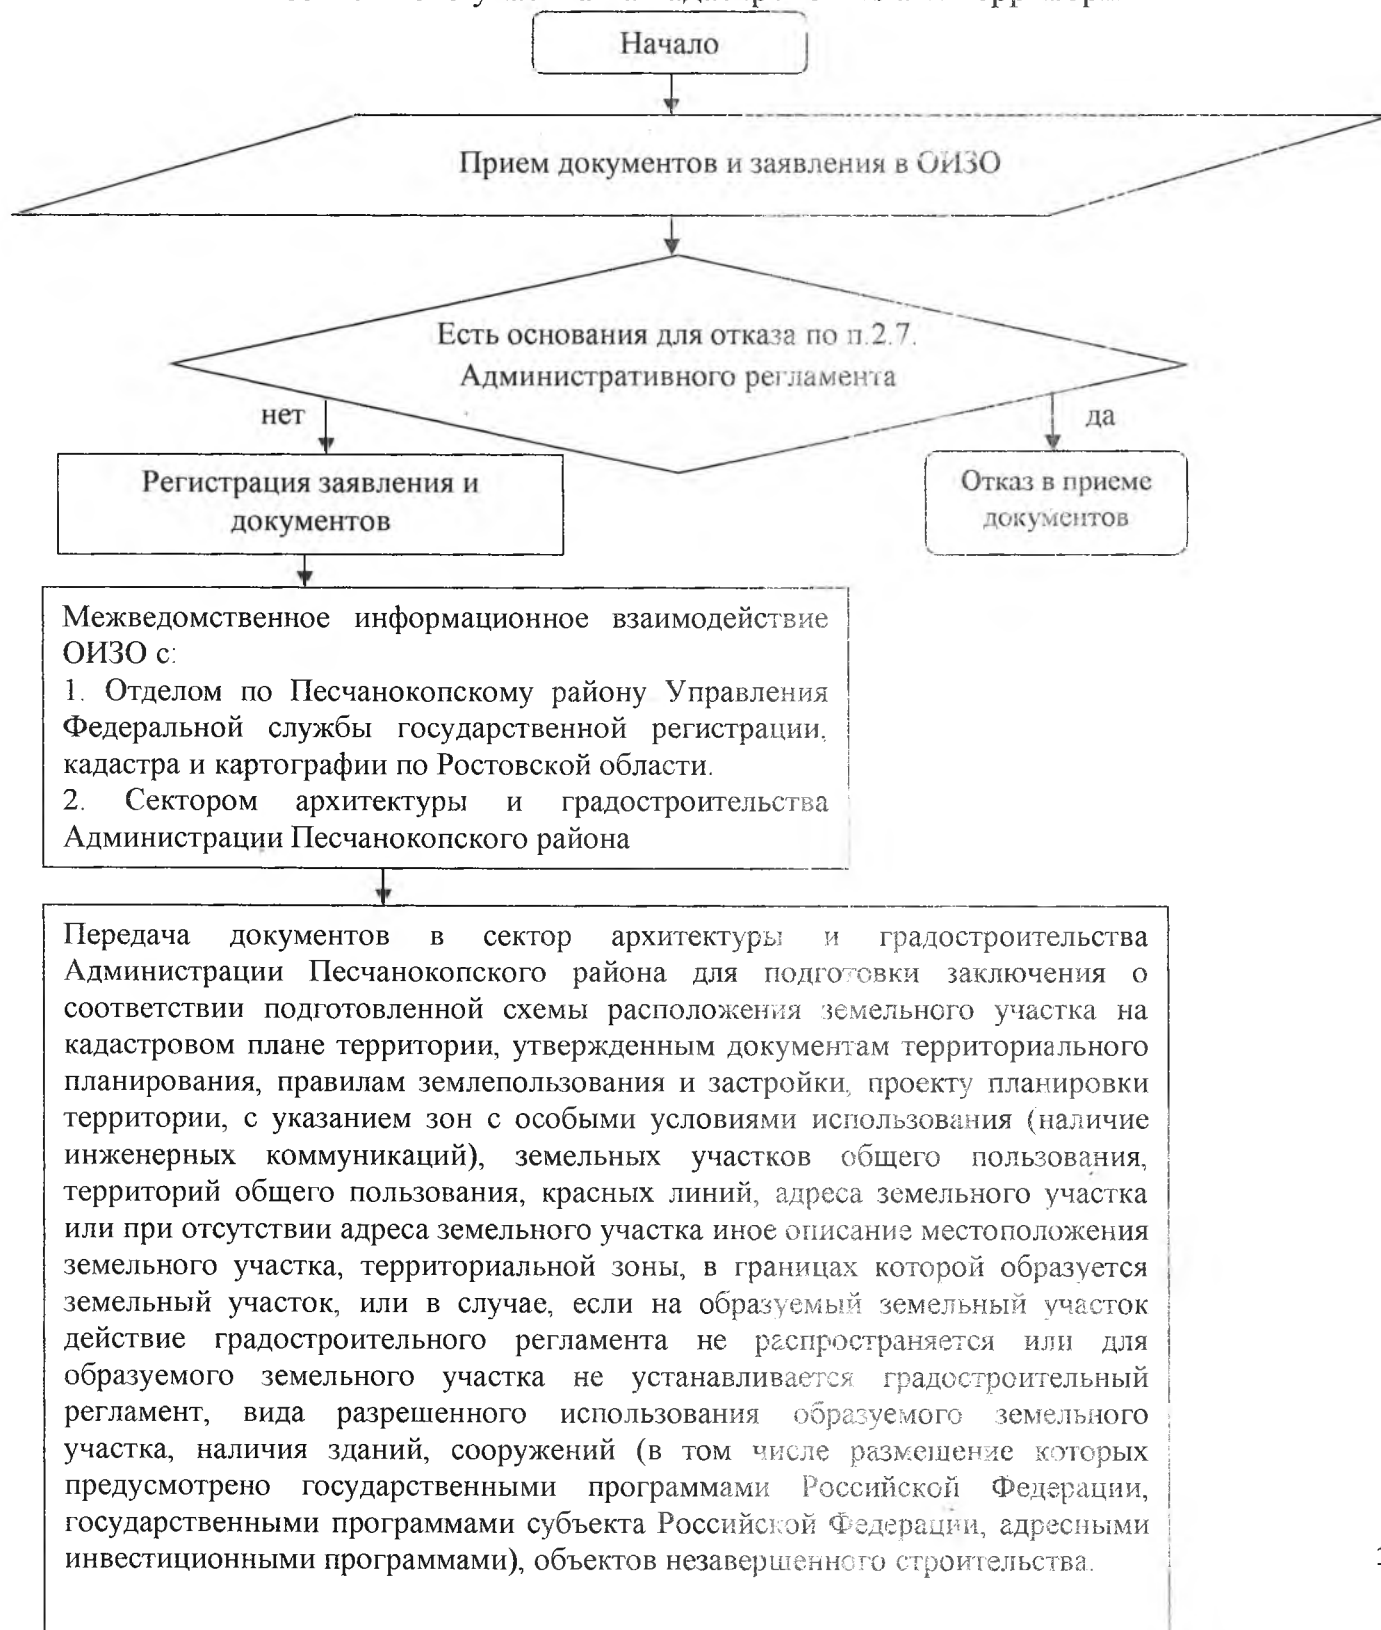 Начало
Прием документов и заявления в ОИЗО
Есть основания для отказа по п.2.7.
Административного регламента
нет
да
Регистрация заявления и
документов
Отказ в приеме
документов
Межведомственное информационное взаимодействие
ОИЗО с:
1. Отделом по Песчанокопскому району Управления
Федеральной службы государственной регистрации,
кадастра и картографии по Ростовской области.
2. Сектором архитектуры и градостроительства
Администрации Песчанокопского района
Передача документов в сектор архитектуры и градостроительства
Администрации Песчанокопского района для подготовки заключения о
соответствии подготовленной схемы расположения земельного участка на
кадастровом плане территории, утвержденным документам территориального
планирования, правилам землепользования и застройки, проекту планировки
территории, с указанием зон с особыми условиями использования (наличие
инженерных коммуникаций), земельных участков общего пользования,
территорий общего пользования, красных линий, адреса земельного участка
или при отсутствии адреса земельного участка иное описание местоположения
земельного участка, территориальной зоны, в границах которой образуется
земельный участок, или в случае, если на образуемый земельный участок
действие градостроительного регламента не распространяется или для
образуемого земельного участка не устанавливается градостроительный
регламент, вида разрешенного использования образуемого земельного
участка, наличия зданий, сооружений (в том числе размещение которых
предусмотрено государственными программами Российской Федерации,
государственными программами субъекта Российской Федерации, адресными
инвестиционными программами), объектов незавершенного строительства.